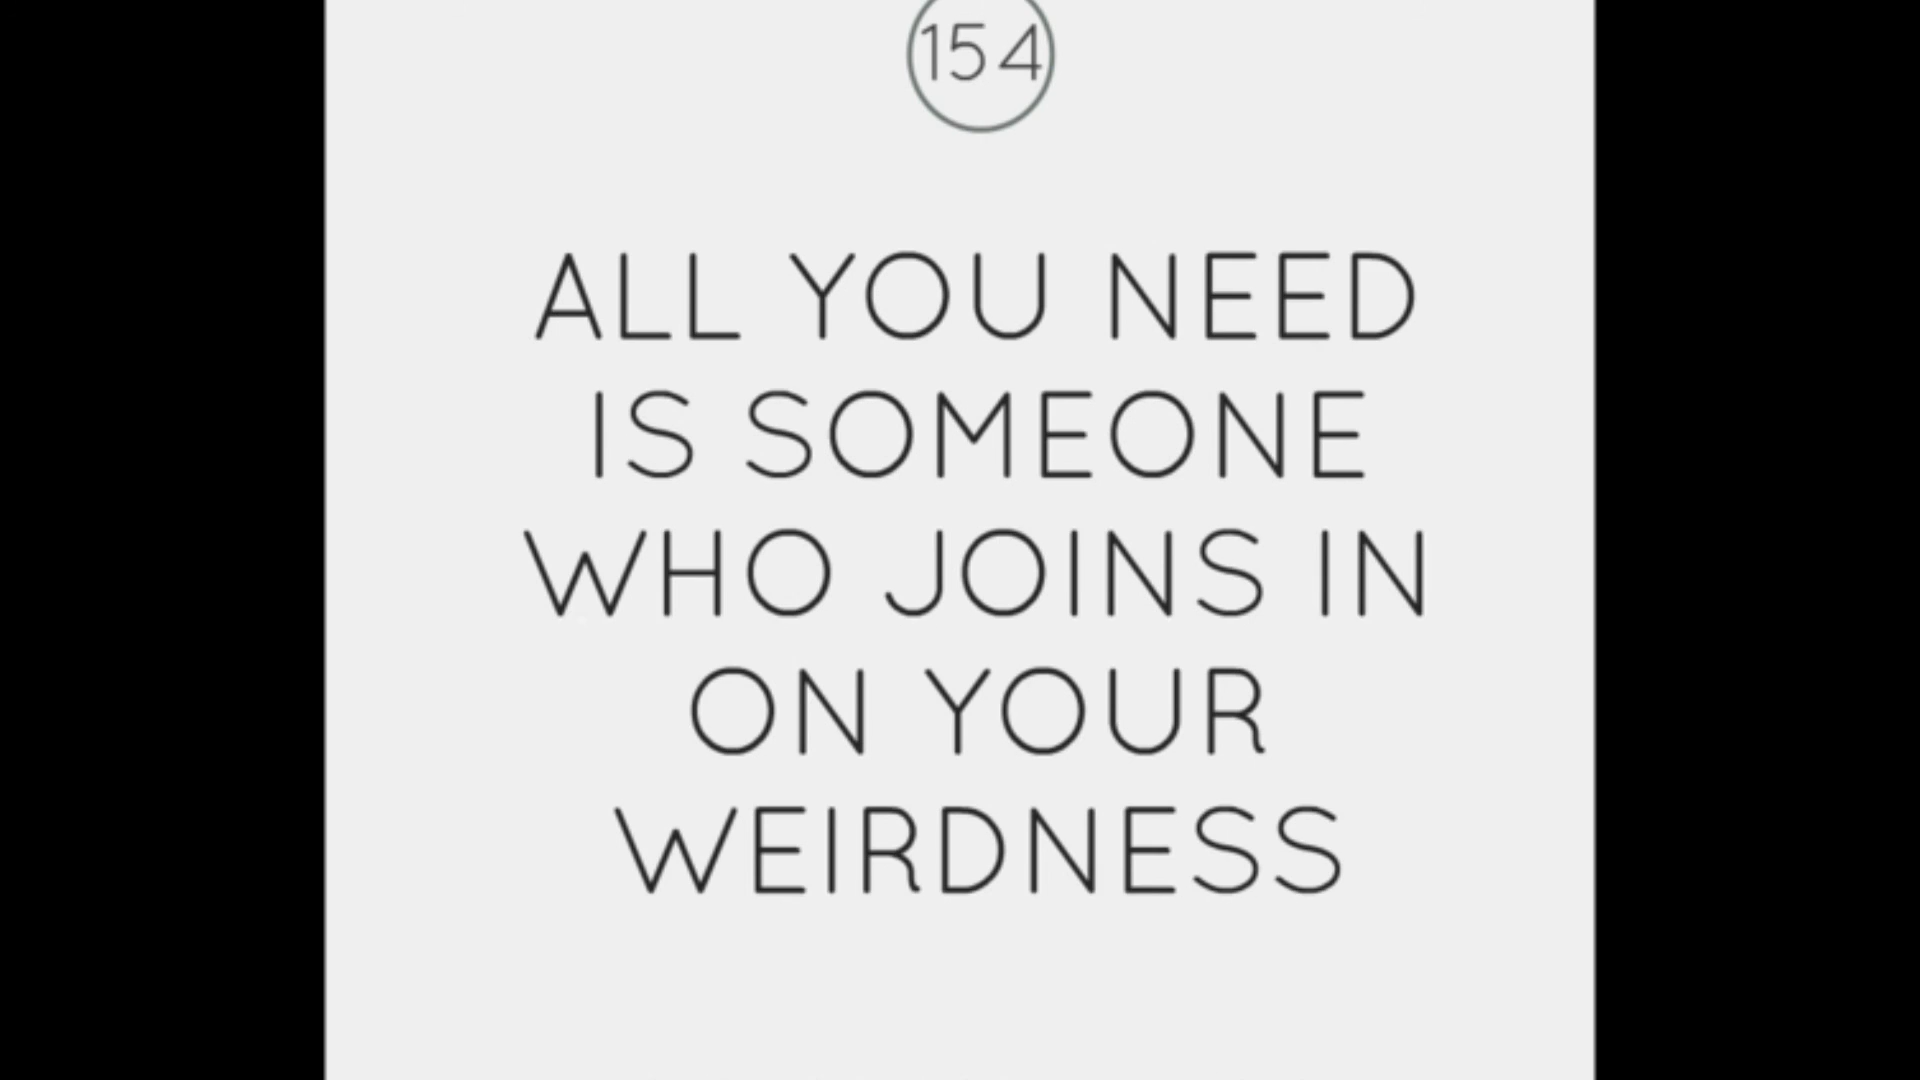 154
ALL YOU NEED
IS SOMEONE
WHO JOINS IN
ON YOUR
WEIRDNESS